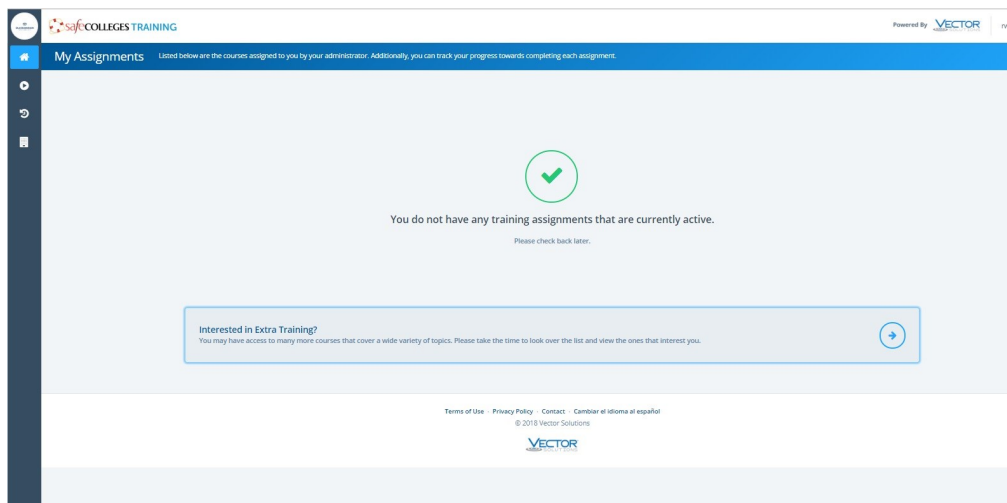 safeCOLLEGES TRAINING
Powered By VECTOR SOLUTIONS
My Assignments Listed below are the courses assigned to you by your administrator. Additionally, you can track your progress towards completing each assignment.
You do not have any training assignments that are currently active.
Please check back later.
Interested in Extra Training?
You may have access to many more courses that cover a wide variety of topics. Please take the time to look over the list and view the ones that interest you.
Terms of Use · Privacy Policy · Contact · Cambiar el idioma al español
© 2018 Vector Solutions
VECTOR
SOLUTIONS